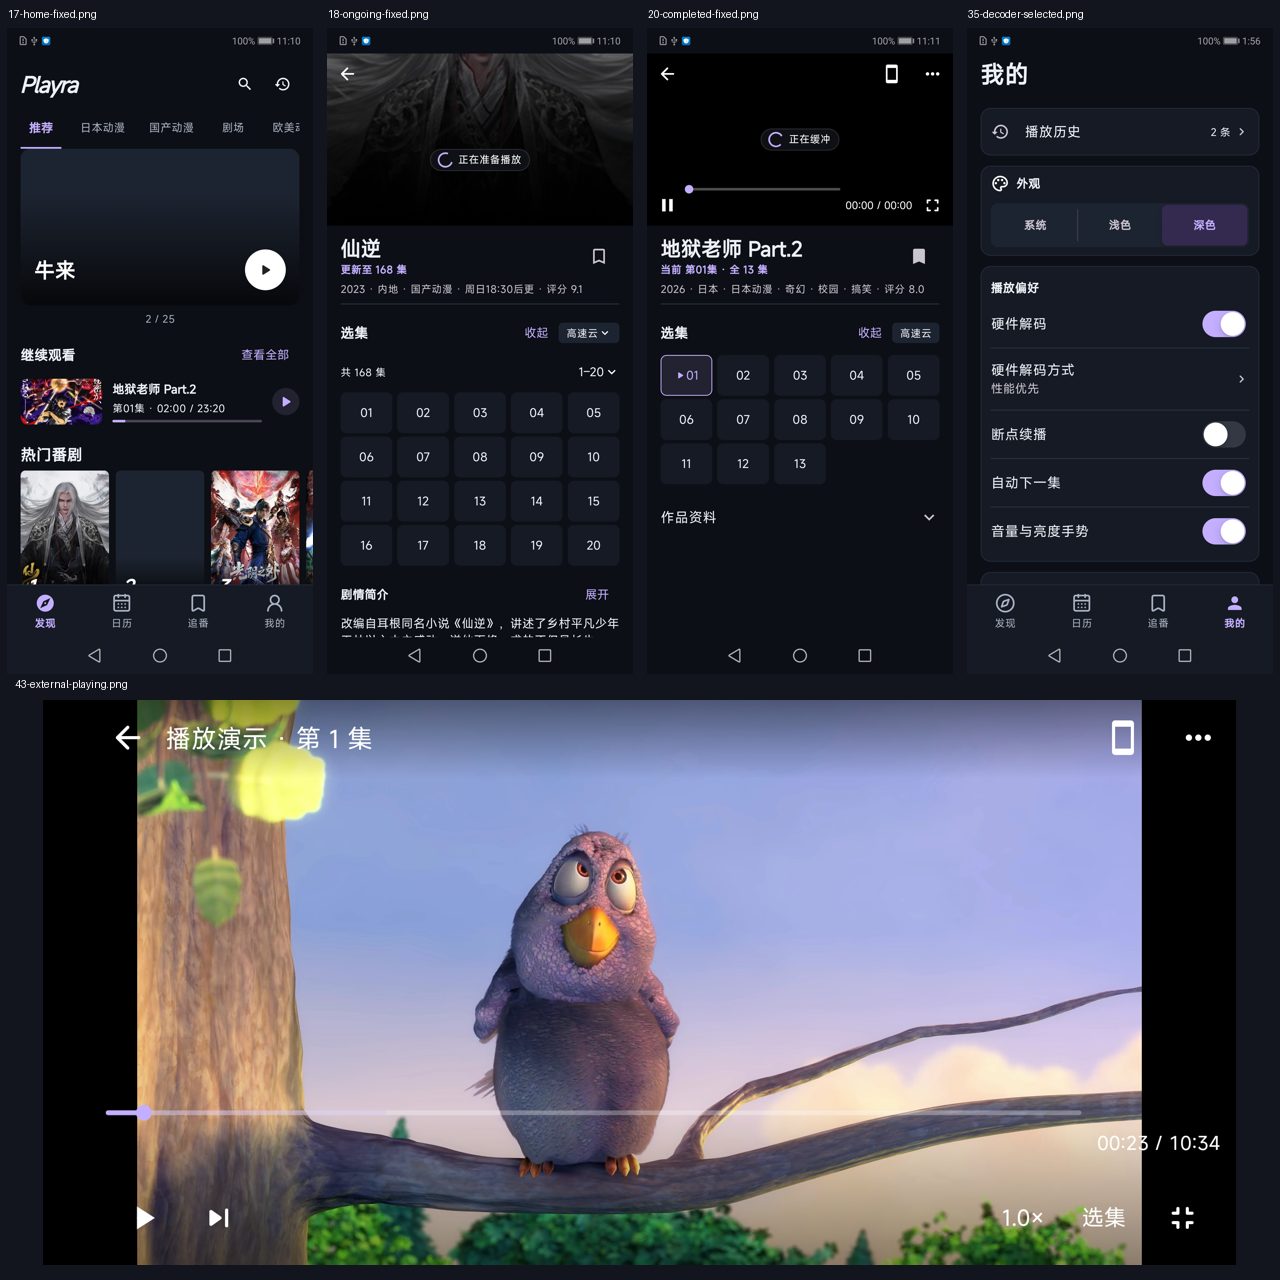 17-home-fixed.png
100% 11:10
Playra
推荐 日本动漫 国产动漫 剧场 欧美
牛来
2 / 25
继续观看 查看全部
地狱老师 Part.2
第01集 · 02:00 / 23:20
热门番剧
仙 1 2 光阴之外 3
发现 日历 追番 我的
18-ongoing-fixed.png
100% 11:10
正在准备播放
仙逆
更新至 168 集
2023 · 内地 · 国产动漫 · 周日18:30后更 · 评分 9.1
选集 收起 高速云
共 168 集 1-20
01 02 03 04 05
06 07 08 09 10
11 12 13 14 15
16 17 18 19 20
剧情简介 展开
改编自耳根同名小说《仙逆》，讲述了乡村平凡少年
20-completed-fixed.png
100% 11:11
正在缓冲
00:00 / 00:00
地狱老师 Part.2
当前 第01集 · 全 13 集
2026 · 日本 · 日本动漫 · 奇幻 · 校园 · 搞笑 · 评分 8.0
选集 收起 高速云
01 02 03 04 05
06 07 08 09 10
11 12 13
作品资料
35-decoder-selected.png
100% 1:56
我的
播放历史 2 条
外观
系统 浅色 深色
播放偏好
硬件解码
硬件解码方式
性能优先
断点续播
自动下一集
音量与亮度手势
发现 日历 追番 我的
43-external-playing.png
播放演示 · 第 1 集
00:23 / 10:34
1.0× 选集